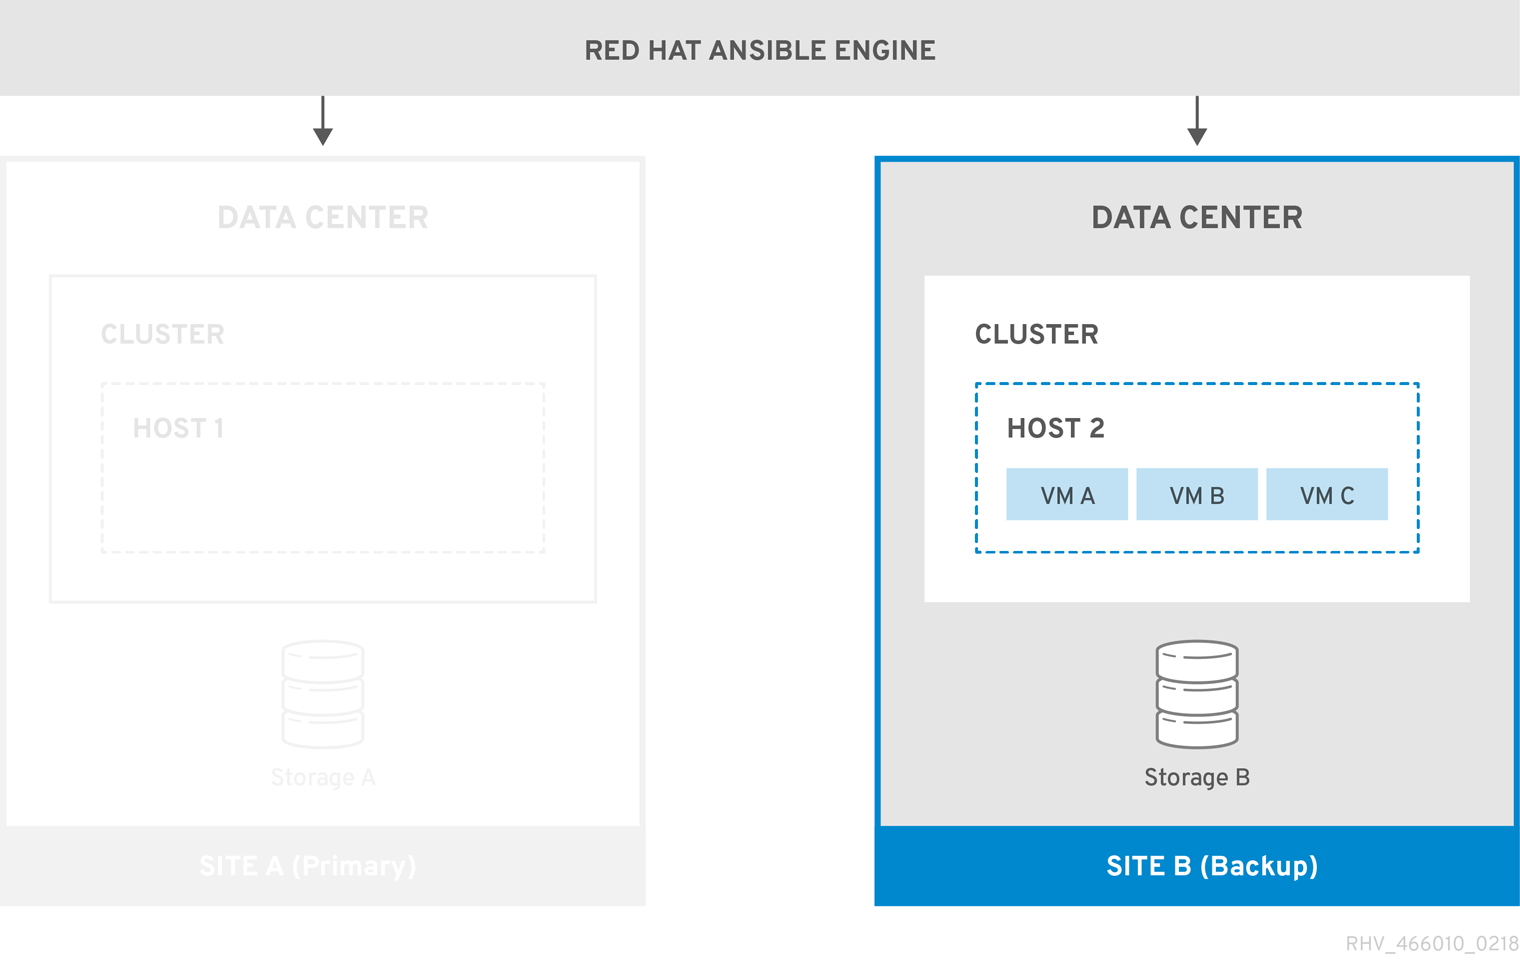 RED HAT ANSIBLE ENGINE
DATA CENTER
CLUSTER
HOST 1
Storage A
SITE A (Primary)
DATA CENTER
CLUSTER
HOST 2
VM A
VM B
VM C
Storage B
SITE B (Backup)
RHV_466010_0218